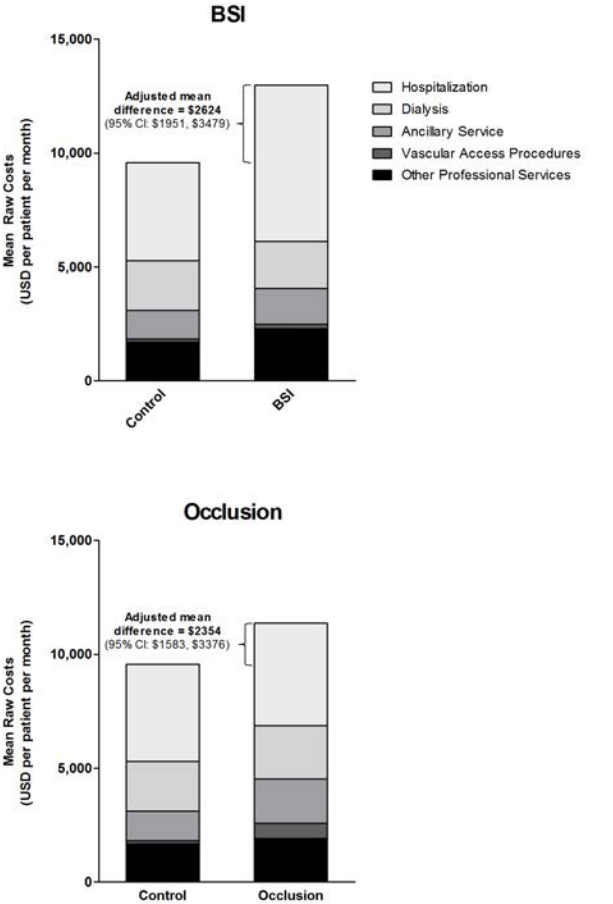 BSI
15,000
10,000
5,000
0
Mean Raw Costs
(USD per patient per month)
Adjusted mean
difference = $2624
(95% CI: $1951, $3479)
Control
BSI
Hospitalization
Dialysis
Ancillary Service
Vascular Access Procedures
Other Professional Services
Occlusion
15,000
10,000
5,000
0
Mean Raw Costs
(USD per patient per month)
Adjusted mean
difference = $2354
(95% CI: $1583, $3376)
Control
Occlusion